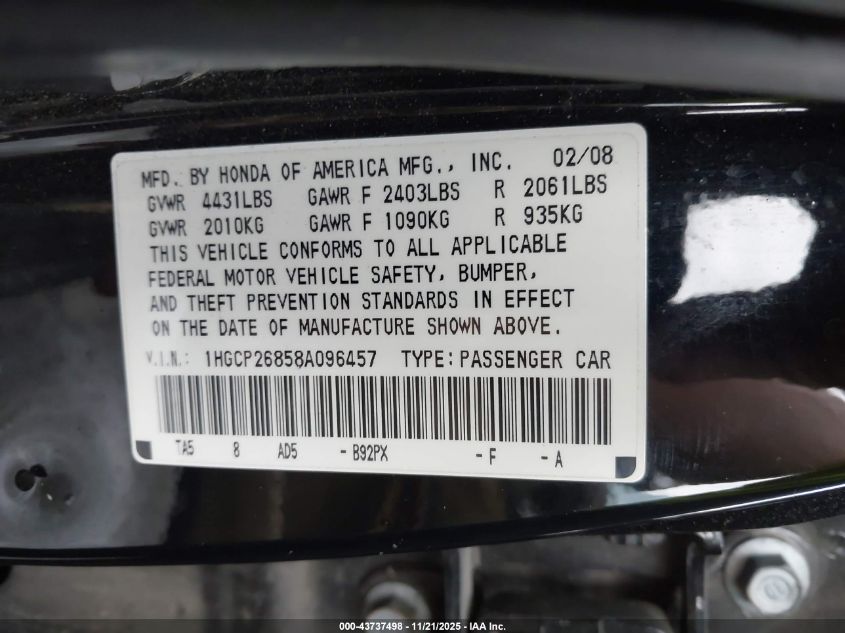 MFD. BY HONDA OF AMERICA MFG., INC. 02/08
GVWR 4431LBS GAWR F 2403LBS R 2061LBS
GVWR 2010KG GAWR F 1090KG R 935KG
THIS VEHICLE CONFORMS TO ALL APPLICABLE
FEDERAL MOTOR VEHICLE SAFETY, BUMPER,
AND THEFT PREVENTION STANDARDS IN EFFECT
ON THE DATE OF MANUFACTURE SHOWN ABOVE.
V.I.N.: 1HGCP26858A096457 TYPE: PASSENGER CAR
TA5 8 AD5 - B92PX - F - A
000-43737498 - 11/21/2025 - IAA Inc.